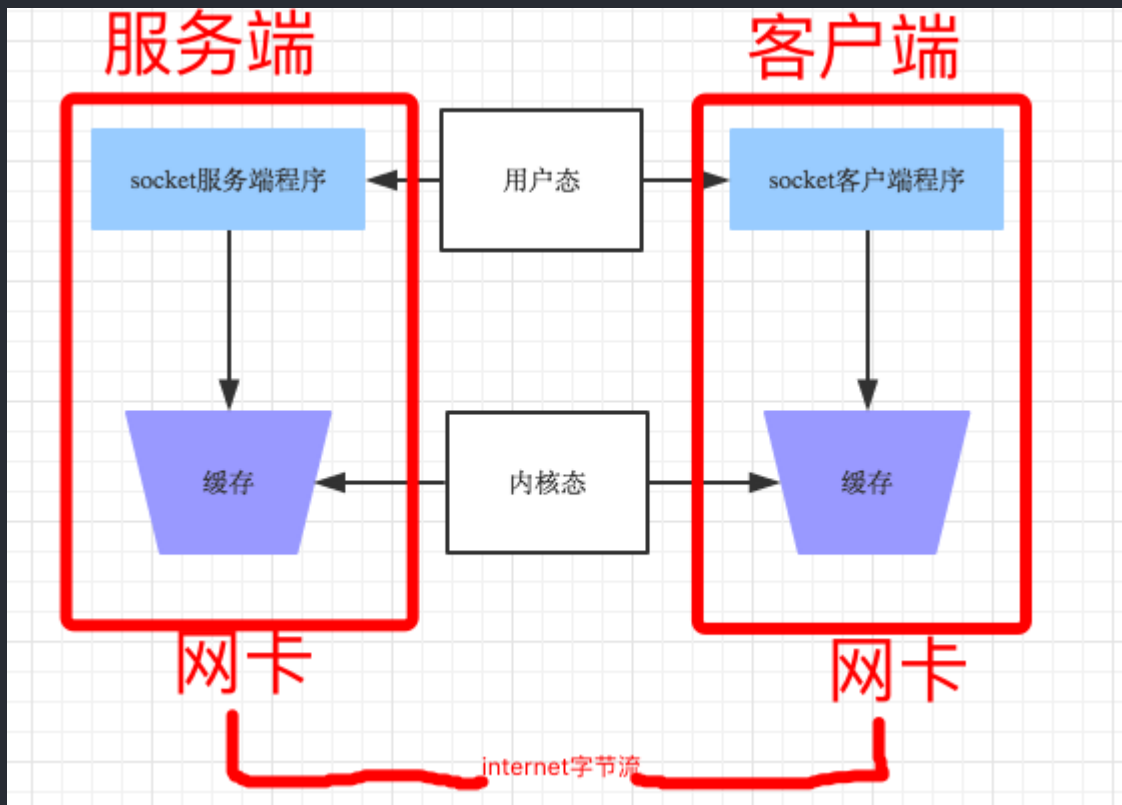 服务端
客户端
socket服务端程序
用户态
socket客户端程序
缓存
内核态
缓存
网卡
网卡
internet字节流